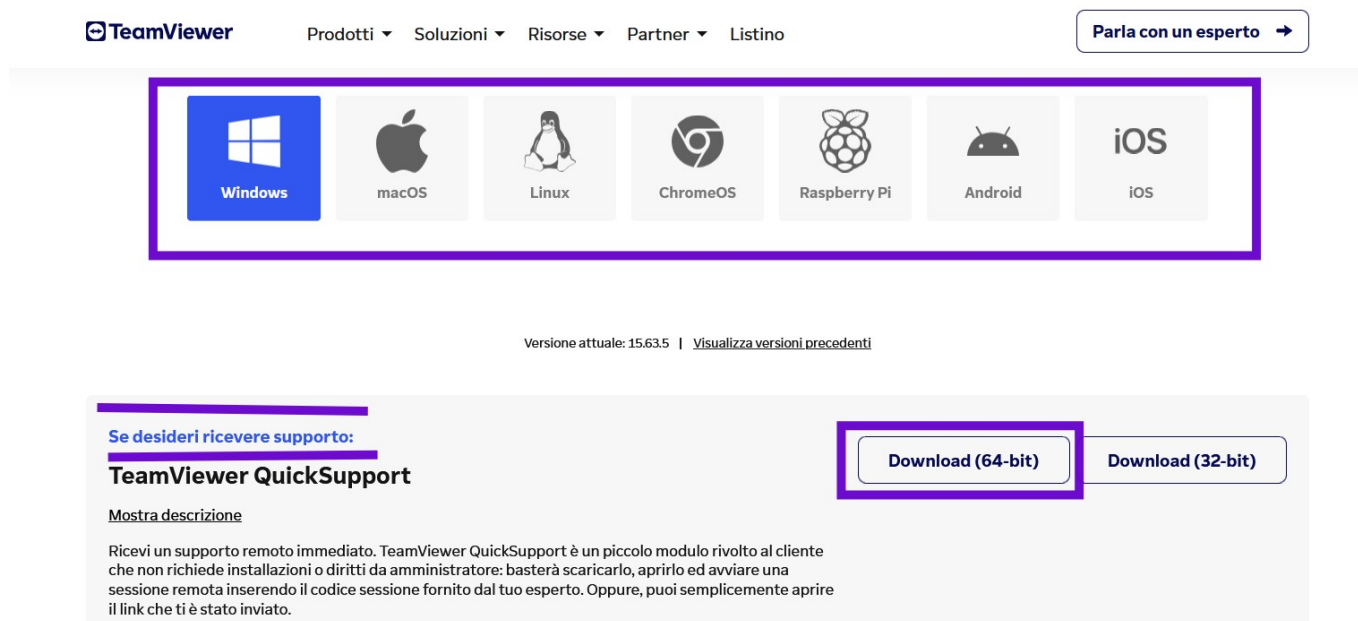 TeamViewer Prodotti Soluzioni Risorse Partner Listino Parla con un esperto
iOS
Windows macOS Linux ChromeOS Raspberry Pi Android iOS
Versione attuale: 15.63.5 | Visualizza versioni precedenti
Se desideri ricevere supporto:
Download (64-bit) Download (32-bit)
TeamViewer QuickSupport
Mostra descrizione
Ricevi un supporto remoto immediato. TeamViewer QuickSupport è un piccolo modulo rivolto al cliente
che non richiede installazioni o diritti da amministratore: basterà scaricarlo, aprirlo ed avviare una
sessione remota inserendo il codice sessione fornito dal tuo esperto. Oppure, puoi semplicemente aprire
il link che ti è stato inviato.